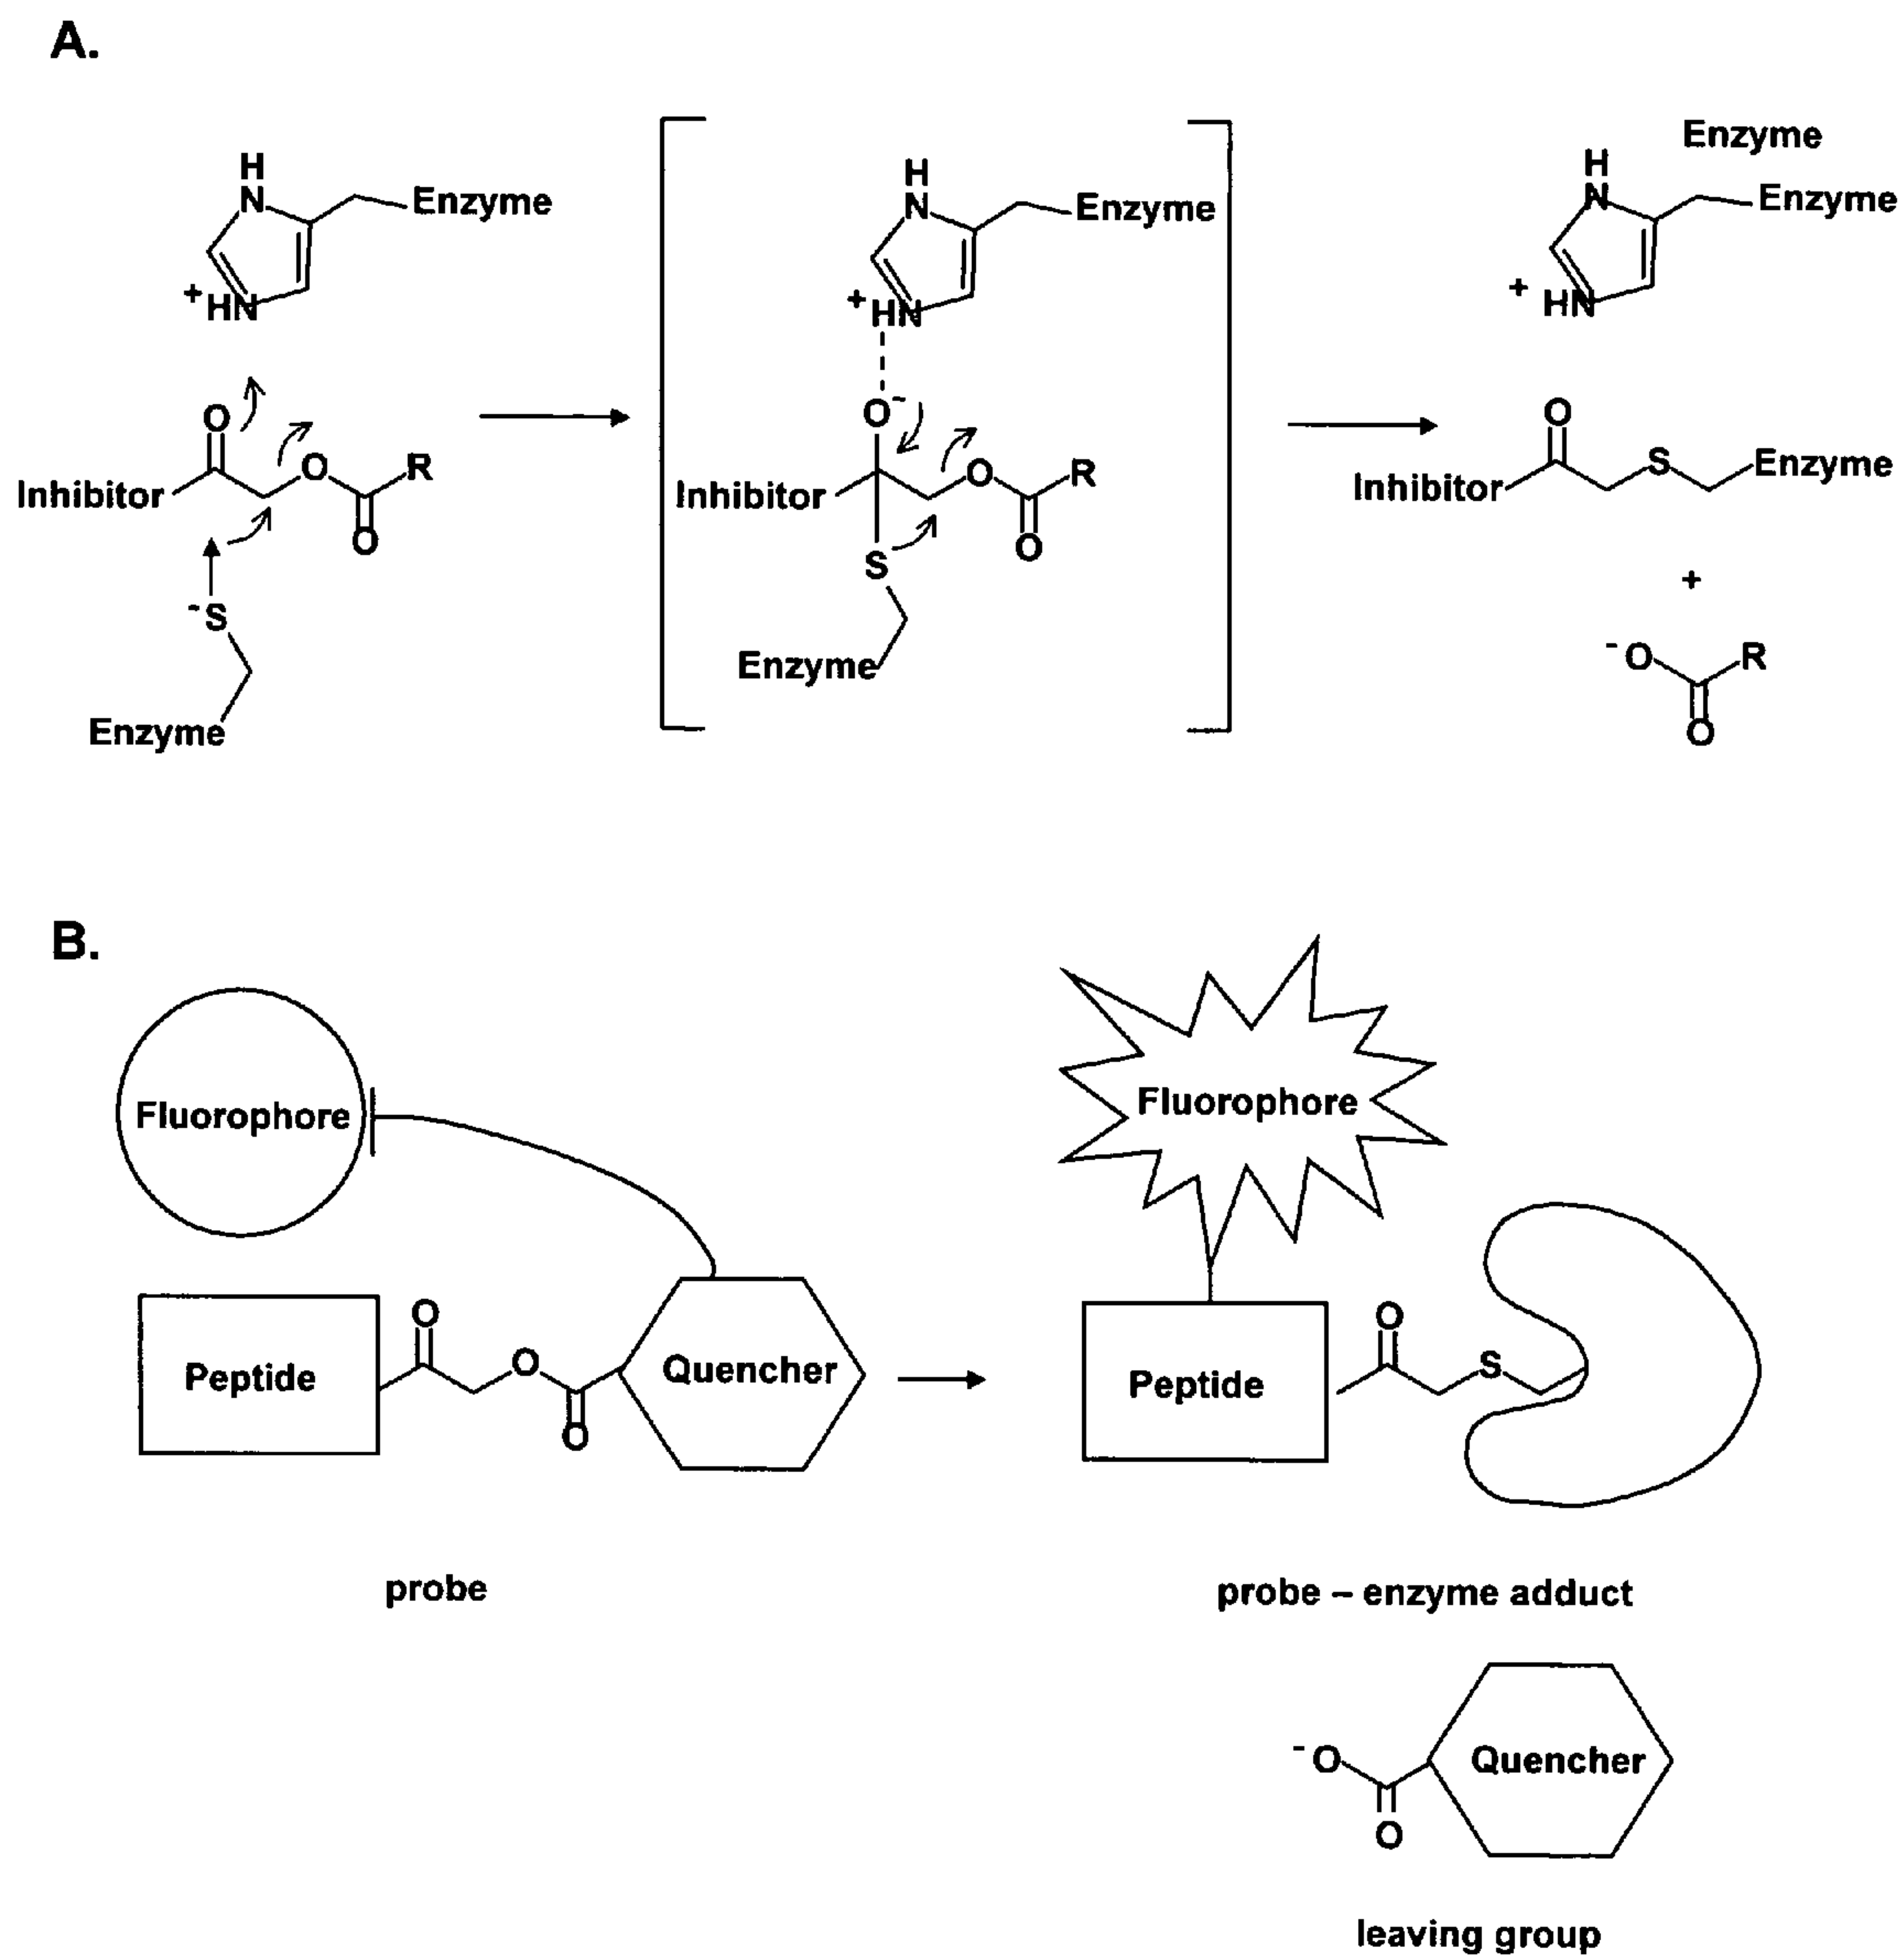 A.
H
N
Enzyme
+
HN
O
O
R
Inhibitor
O
-S
Enzyme
H
N
Enzyme
+
HN
O-
O
R
Inhibitor
O
S
Enzyme
Enzyme
H
N
Enzyme
+
HN
O
S
Enzyme
Inhibitor
+
-O
R
O
B.
Fluorophore
Peptide
O
O
O
Quencher
probe
Fluorophore
Peptide
O
S
probe – enzyme adduct
-O
O
Quencher
leaving group